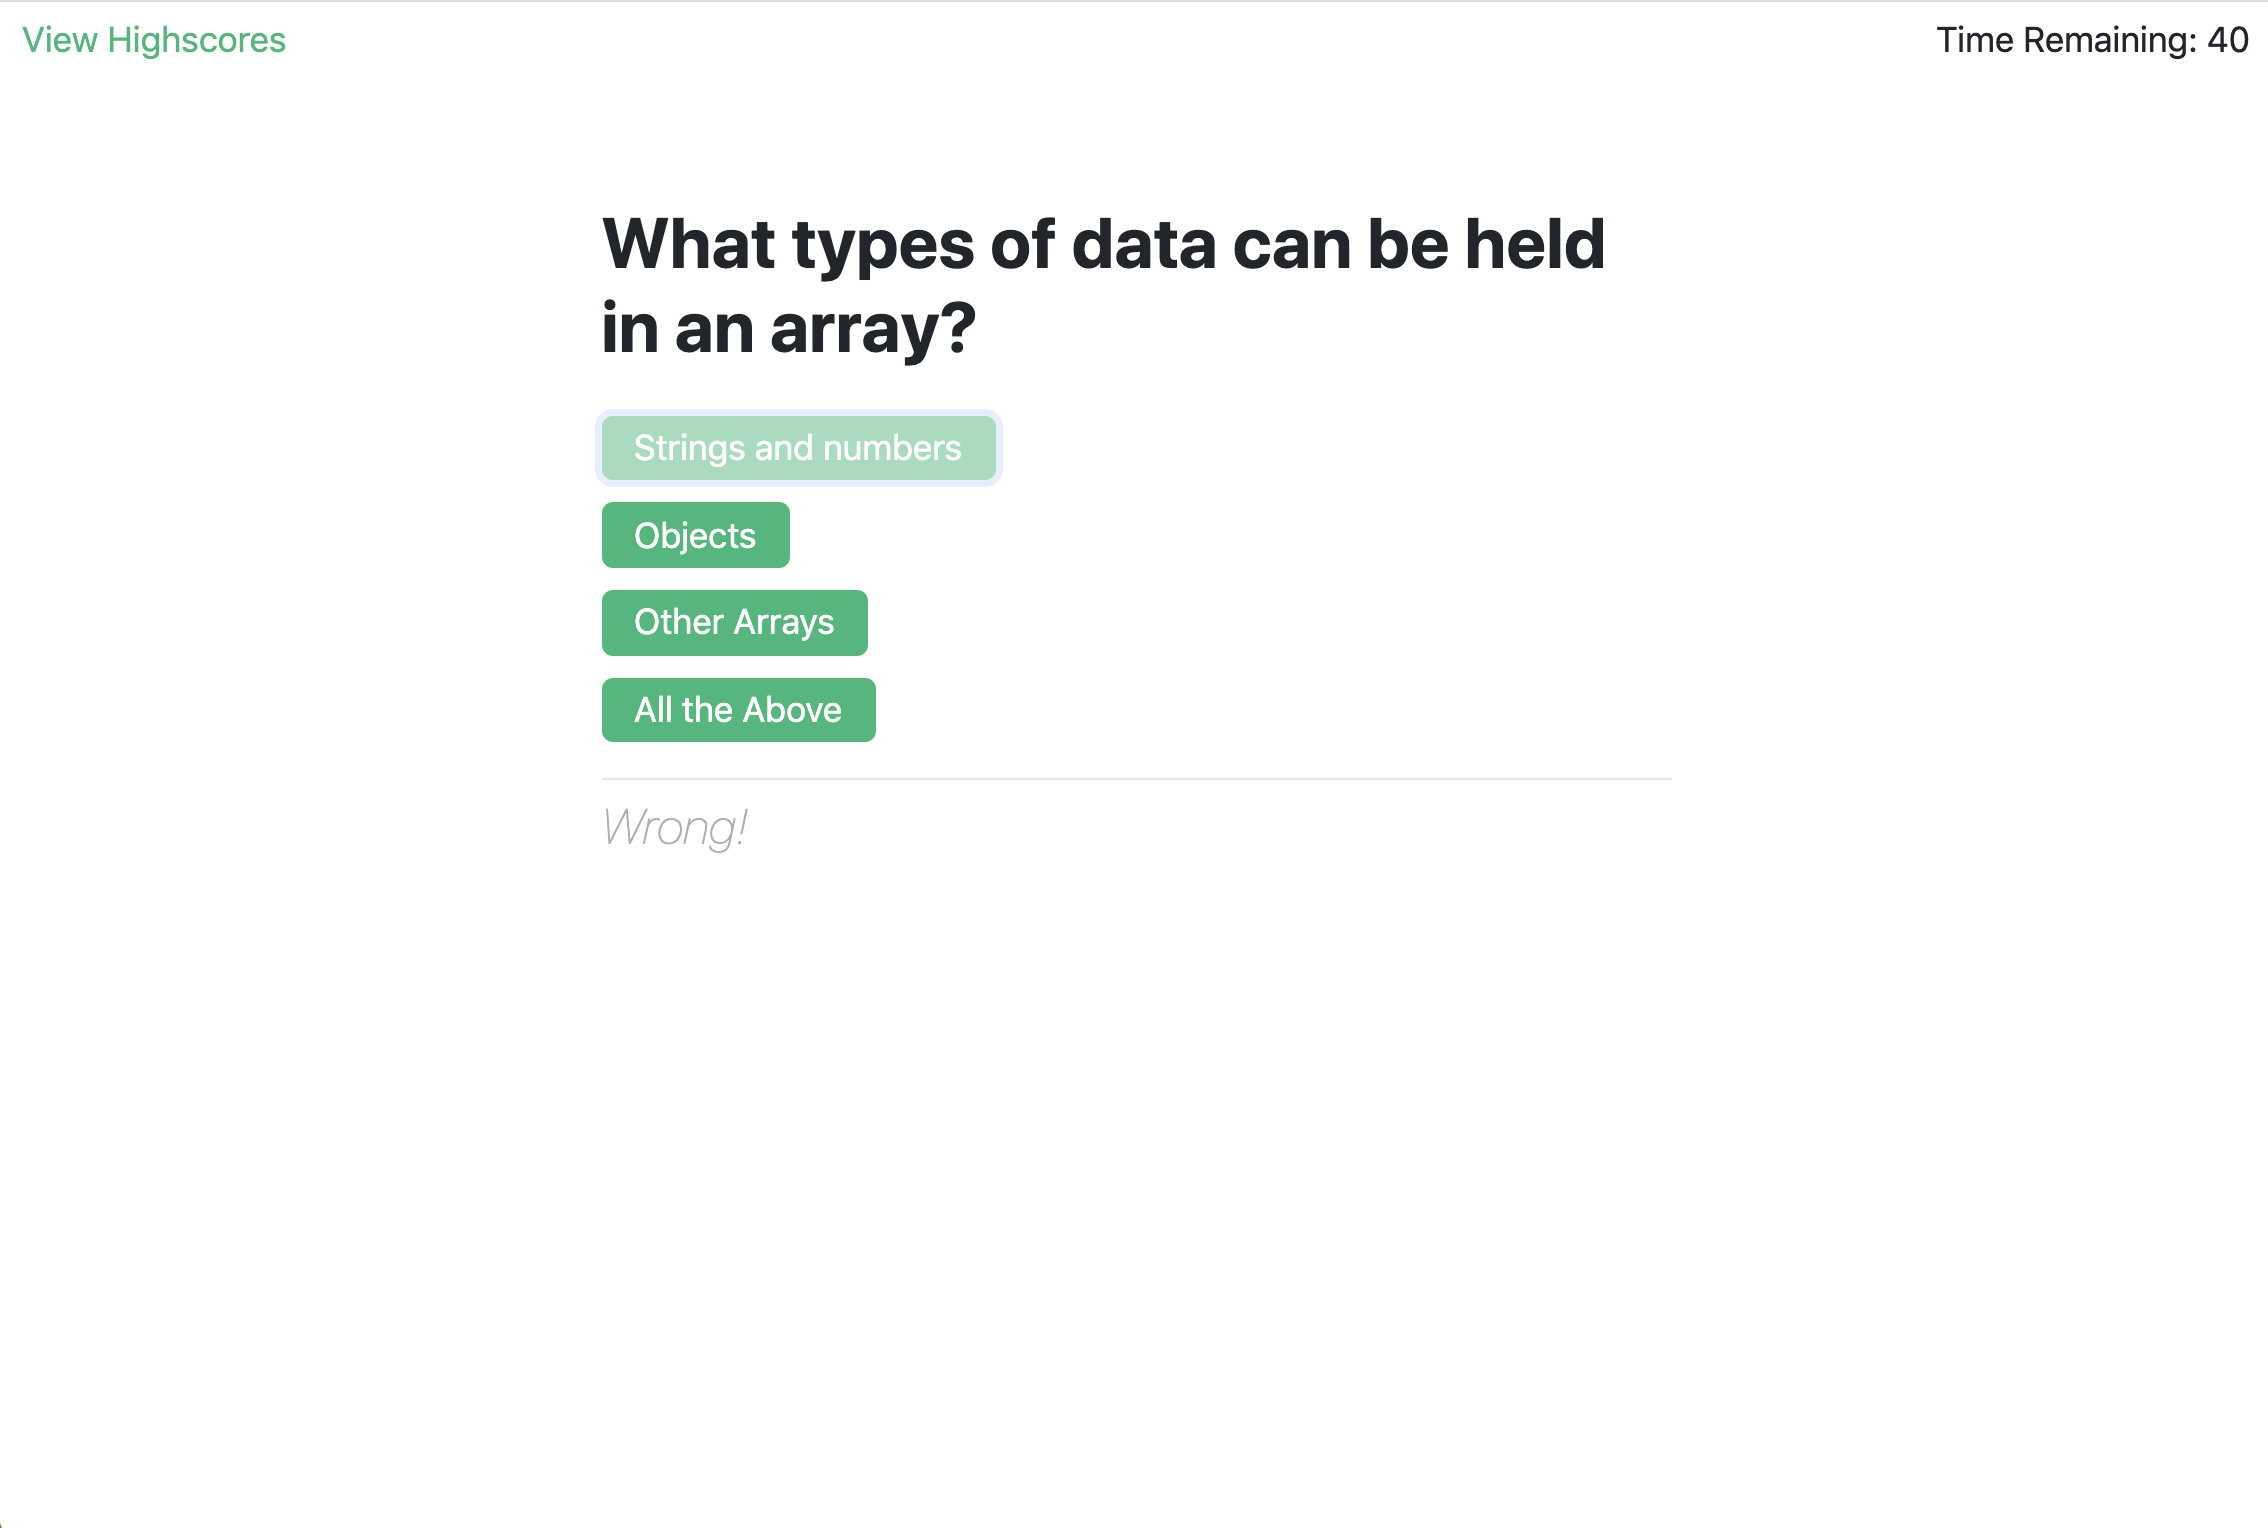 View Highscores
Time Remaining: 40
What types of data can be held
in an array?
Strings and numbers
Objects
Other Arrays
All the Above
Wrong!